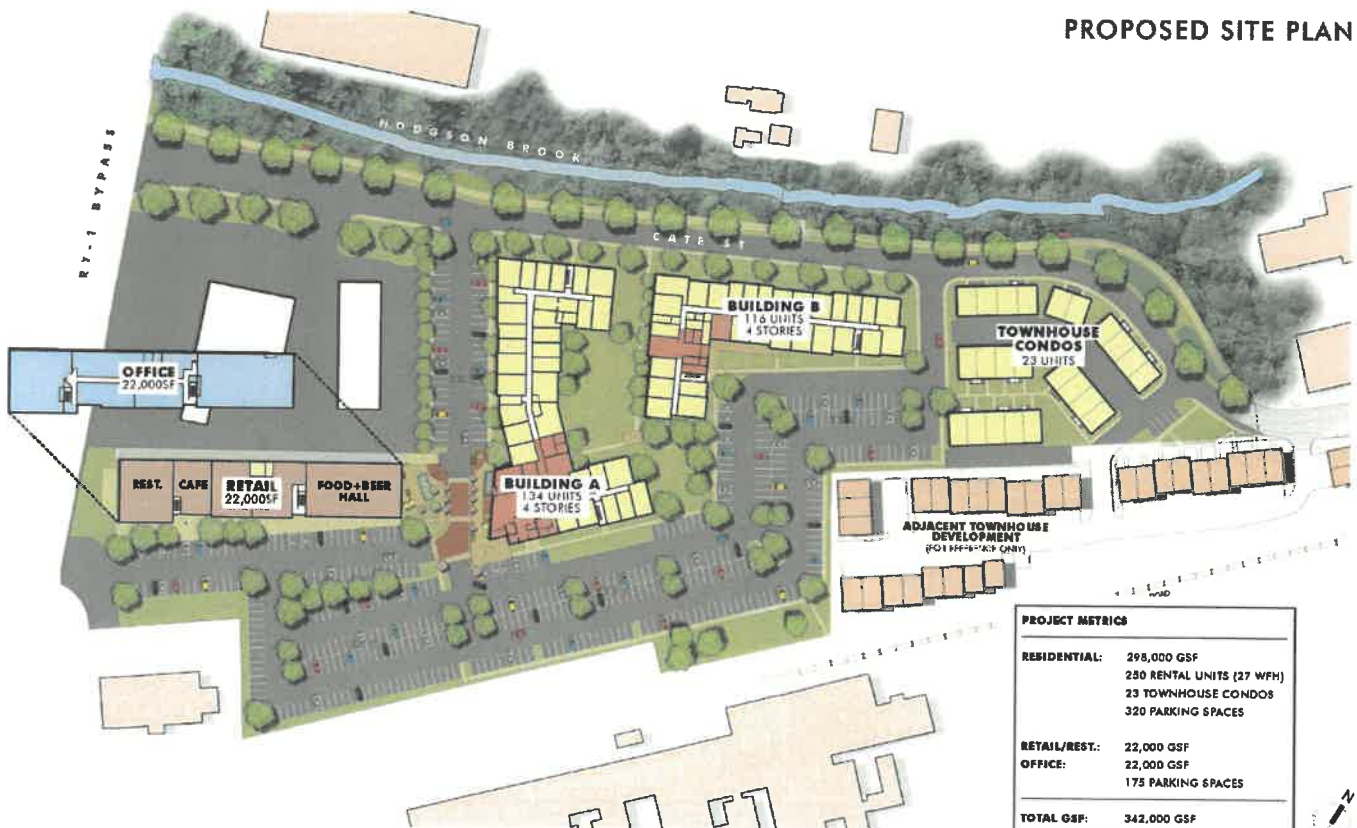 PROPOSED SITE PLAN
HODGSON BROOK
RT-1 BYPASS
CATE ST
BUILDING B
116 UNITS
4 STORIES
TOWNHOUSE
CONDOS
23 UNITS
OFFICE
22,000SF
REST.
CAFE
RETAIL
22,000SF
FOOD+BEER
HALL
BUILDING A
134 UNITS
4 STORIES
ADJACENT TOWNHOUSE
DEVELOPMENT
(FOR REFERENCE ONLY)
PROJECT METRICS
RESIDENTIAL: 298,000 GSF
250 RENTAL UNITS (27 WFH)
23 TOWNHOUSE CONDOS
320 PARKING SPACES
RETAIL/REST.: 22,000 GSF
OFFICE: 22,000 GSF
175 PARKING SPACES
TOTAL GSF: 342,000 GSF
N